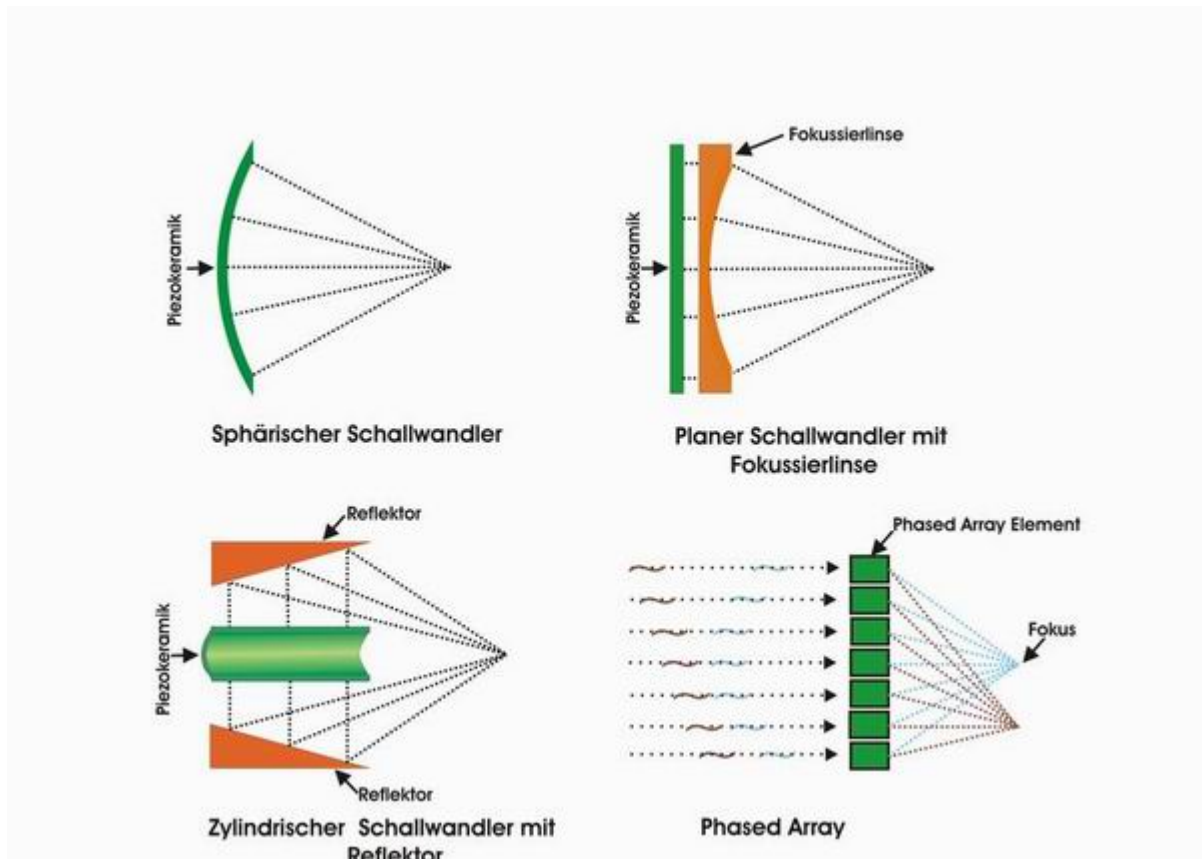 Piezokeramik
Sphärischer Schallwandler
Fokussierlinse
Piezokeramik
Planer Schallwandler mit
Fokussierlinse
Reflektor
Piezokeramik
Reflektor
Zylindrischer Schallwandler mit
Reflektor
Phased Array Element
Fokus
Phased Array